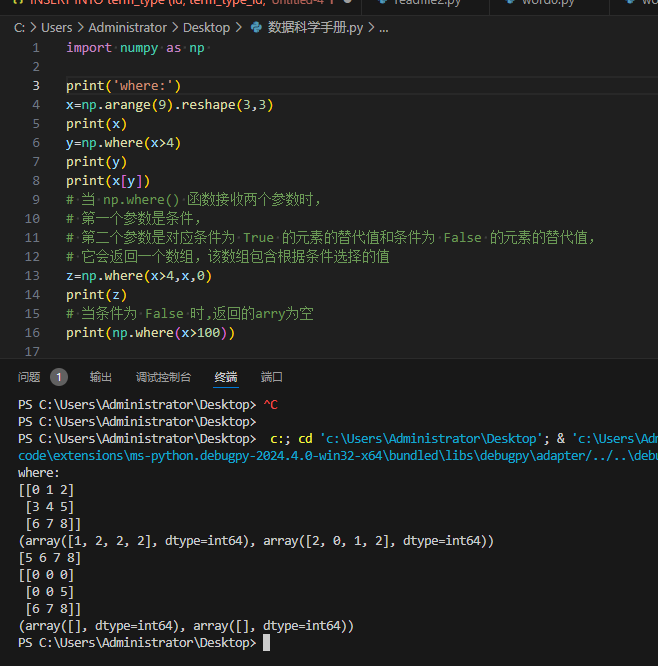 INSERT INTO term_type (id, term_type_id, Untitled-4 1
readfile2.py
word6.py
C: > Users > Administrator > Desktop > 数据科学手册.py > ...
1 import numpy as np
2
3 print('where:')
4 x=np.arange(9).reshape(3,3)
5 print(x)
6 y=np.where(x>4)
7 print(y)
8 print(x[y])
9 # 当 np.where() 函数接收两个参数时，
10 # 第一个参数是条件，
11 # 第二个参数是对应条件为 True 的元素的替代值和条件为 False 的元素的替代值，
12 # 它会返回一个数组，该数组包含根据条件选择的值
13 z=np.where(x>4,x,0)
14 print(z)
15 # 当条件为 False 时,返回的arry为空
16 print(np.where(x>100))
17
问题 1 输出 调试控制台 终端 端口
PS C:\Users\Administrator\Desktop> ^C
PS C:\Users\Administrator\Desktop>
PS C:\Users\Administrator\Desktop>  c:; cd 'c:\Users\Administrator\Desktop'; & 'c:\Users\Ad
code\extensions\ms-python.debugpy-2024.4.0-win32-x64\bundled\libs\debugpy\adapter/../..\deb
where:
[[0 1 2]
 [3 4 5]
 [6 7 8]]
(array([1, 2, 2, 2], dtype=int64), array([2, 0, 1, 2], dtype=int64))
[5 6 7 8]
[[0 0 0]
 [0 0 5]
 [6 7 8]]
(array([], dtype=int64), array([], dtype=int64))
PS C:\Users\Administrator\Desktop>